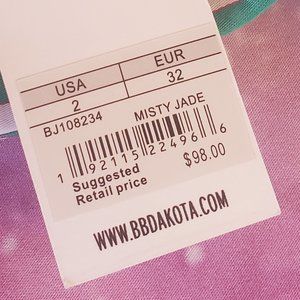 USA EUR
2 32
BJ108234 MISTY JADE
1 92115 22496 6
Suggested
Retail price $98.00
WWW.BBDAKOTA.COM